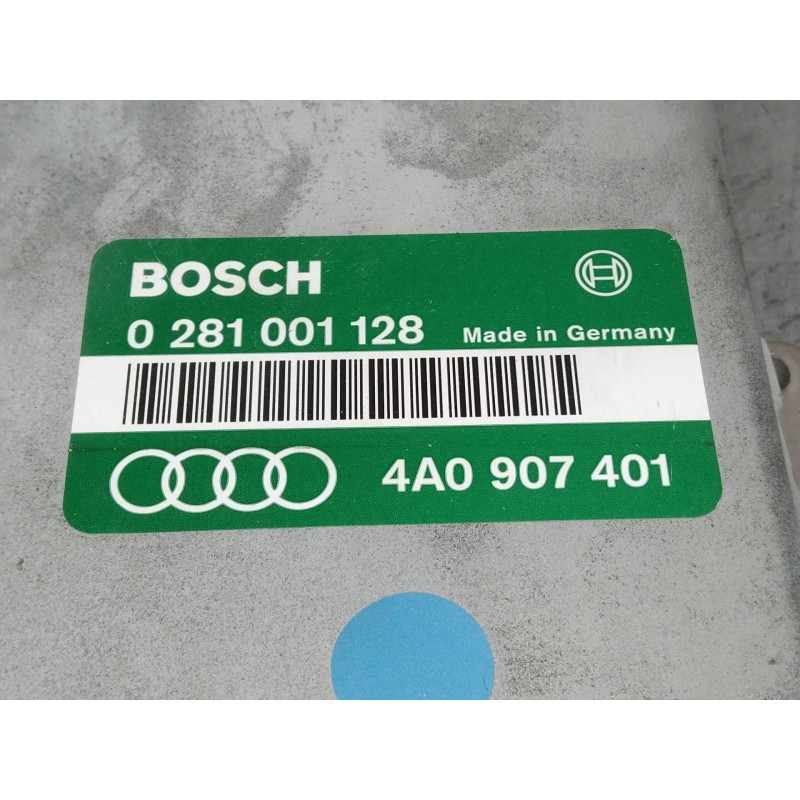 BOSCH
0 281 001 128 Made in Germany
4A0 907 401